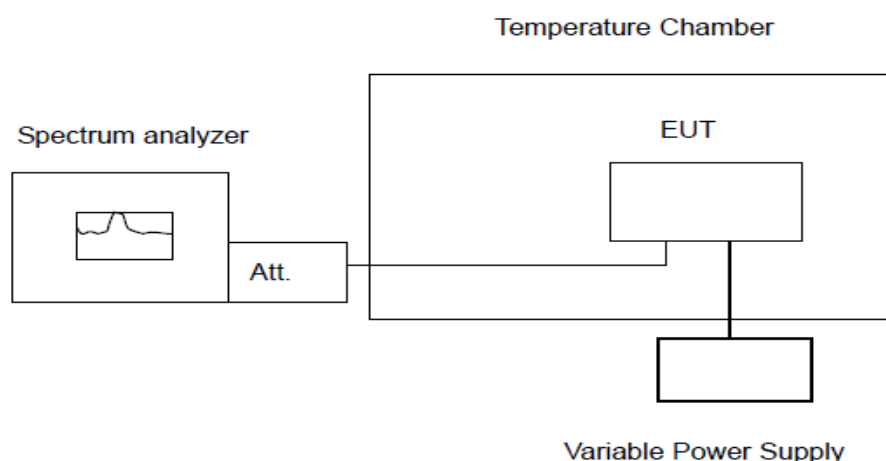 Temperature Chamber
Spectrum analyzer
EUT
Att.
Variable Power Supply